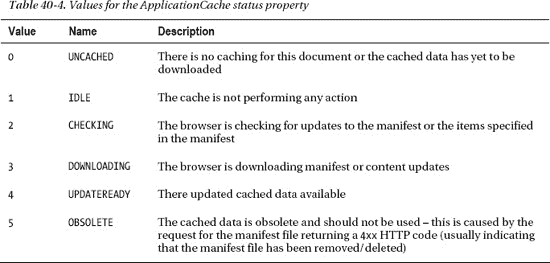 Table 40-4. Values for the ApplicationCache status property
Value Name Description
0 UNCACHED There is no caching for this document or the cached data has yet to be
downloaded
1 IDLE The cache is not performing any action
2 CHECKING The browser is checking for updates to the manifest or the items specified
in the manifest
3 DOWNLOADING The browser is downloading manifest or content updates
4 UPDATEREADY There updated cached data available
5 OBSOLETE The cached data is obsolete and should not be used – this is caused by the
request for the manifest file returning a 4xx HTTP code (usually indicating
that the manifest file has been removed/deleted)